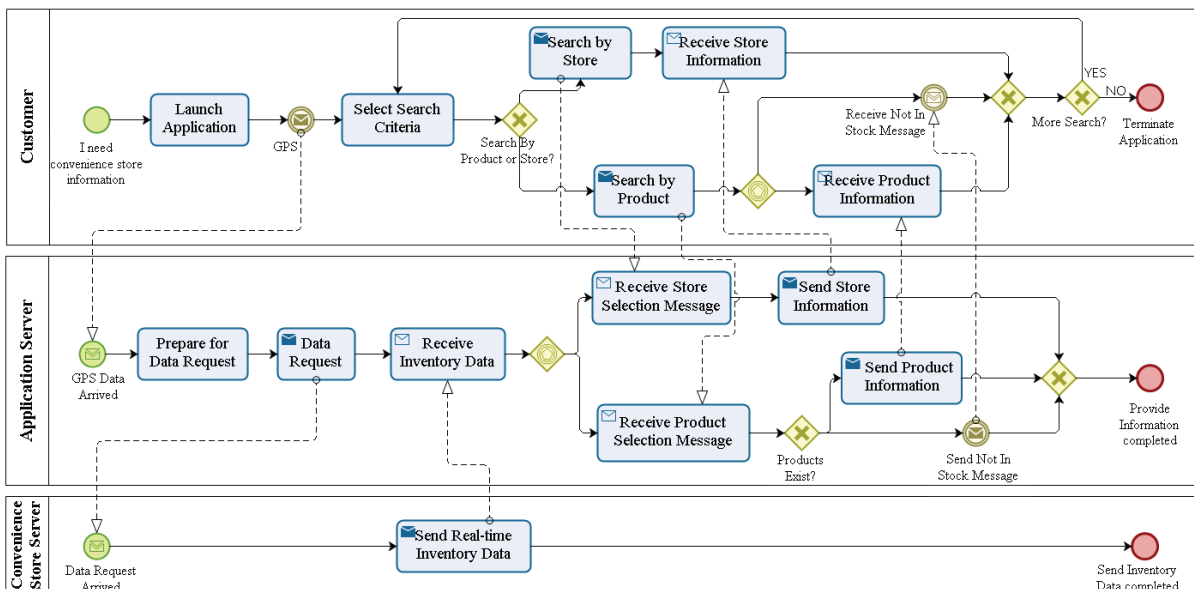 Customer
I need
convenience store
information
Launch
Application
GPS
Select Search
Criteria
Search By
Product or Store?
Search by
Store
Receive Store
Information
Search by
Product
Receive Not In
Stock Message
Receive Product
Information
More Search?
YES
NO
Terminate
Application
Application Server
GPS Data
Arrived
Prepare for
Data Request
Data
Request
Receive
Inventory Data
Receive Store
Selection Message
Send Store
Information
Receive Product
Selection Message
Products
Exist?
Send Product
Information
Send Not In
Stock Message
Provide
Information
completed
Convenience
Store Server
Data Request
Arrived
Send Real-time
Inventory Data
Send Inventory
Data completed